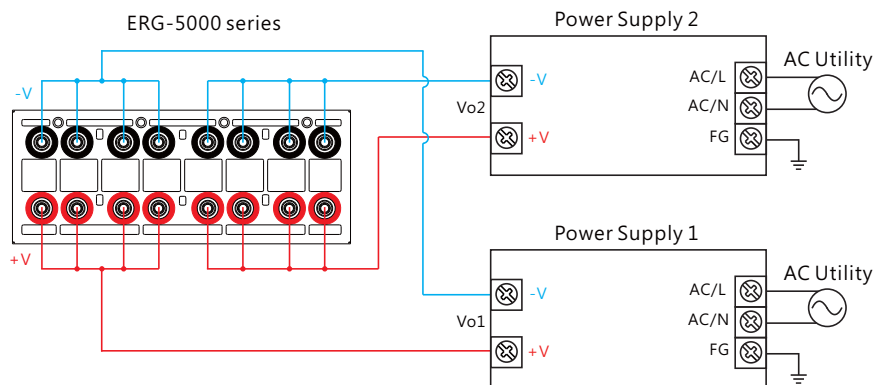 ERG-5000 series
Power Supply 2
-V
-V
Vo2
+V
AC/L
AC/N
FG
AC Utility
+V
Power Supply 1
-V
Vo1
+V
AC/L
AC/N
FG
AC Utility